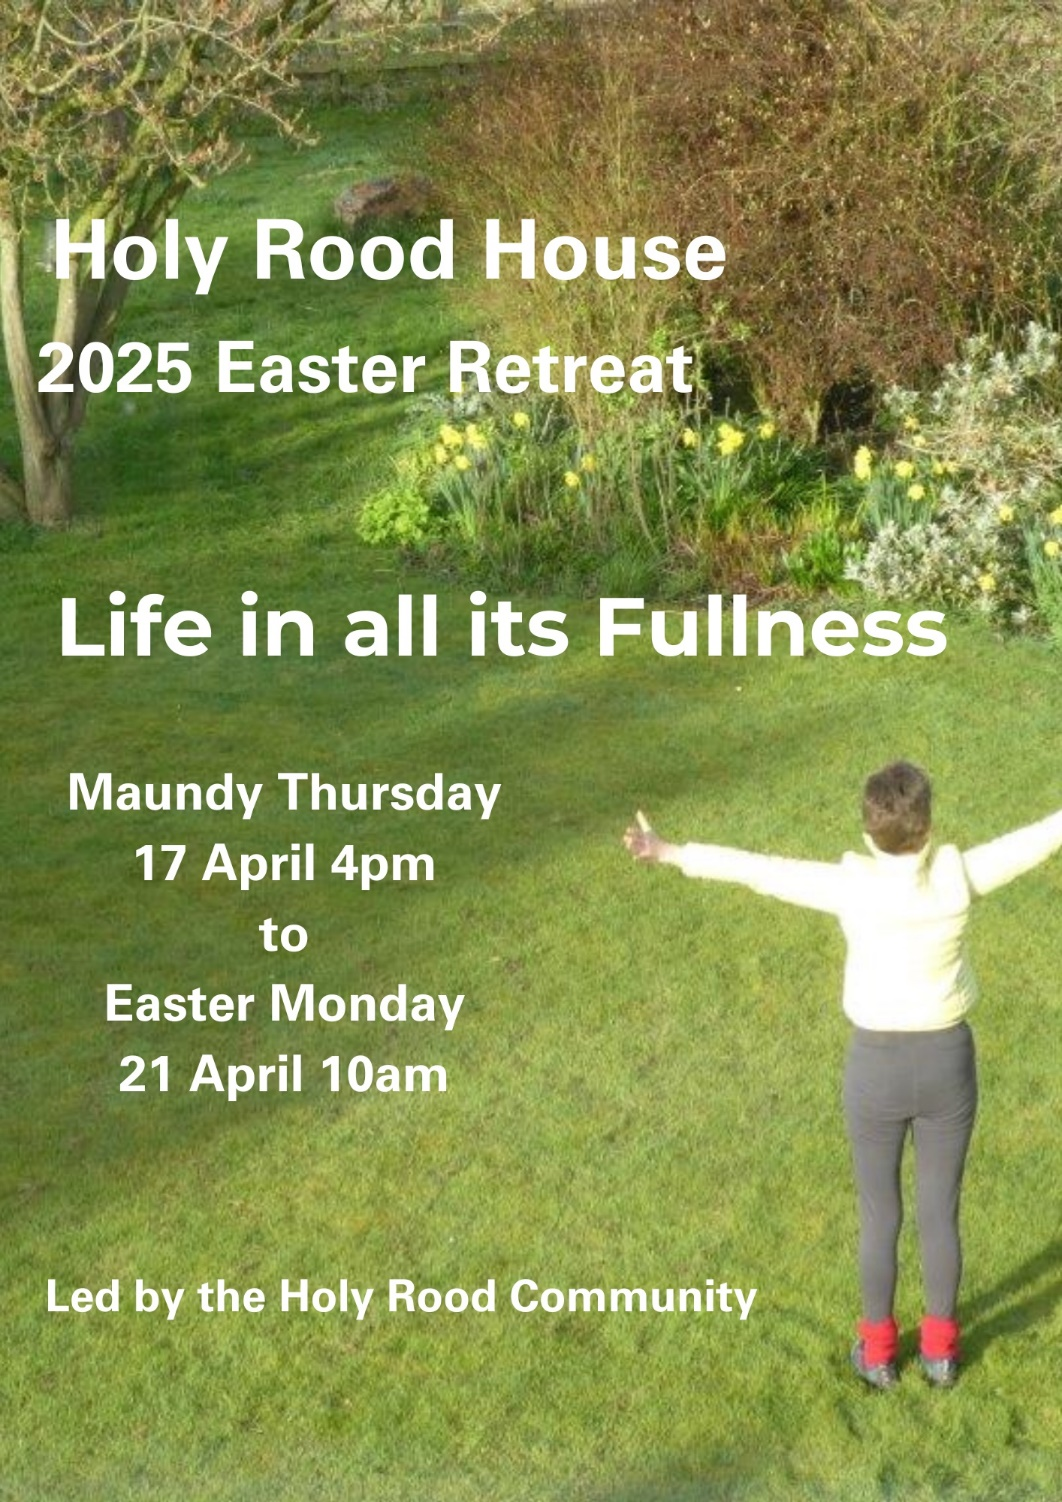 Holy Rood House
2025 Easter Retreat
Life in all its Fullness
Maundy Thursday
17 April 4pm
to
Easter Monday
21 April 10am
Led by the Holy Rood Community